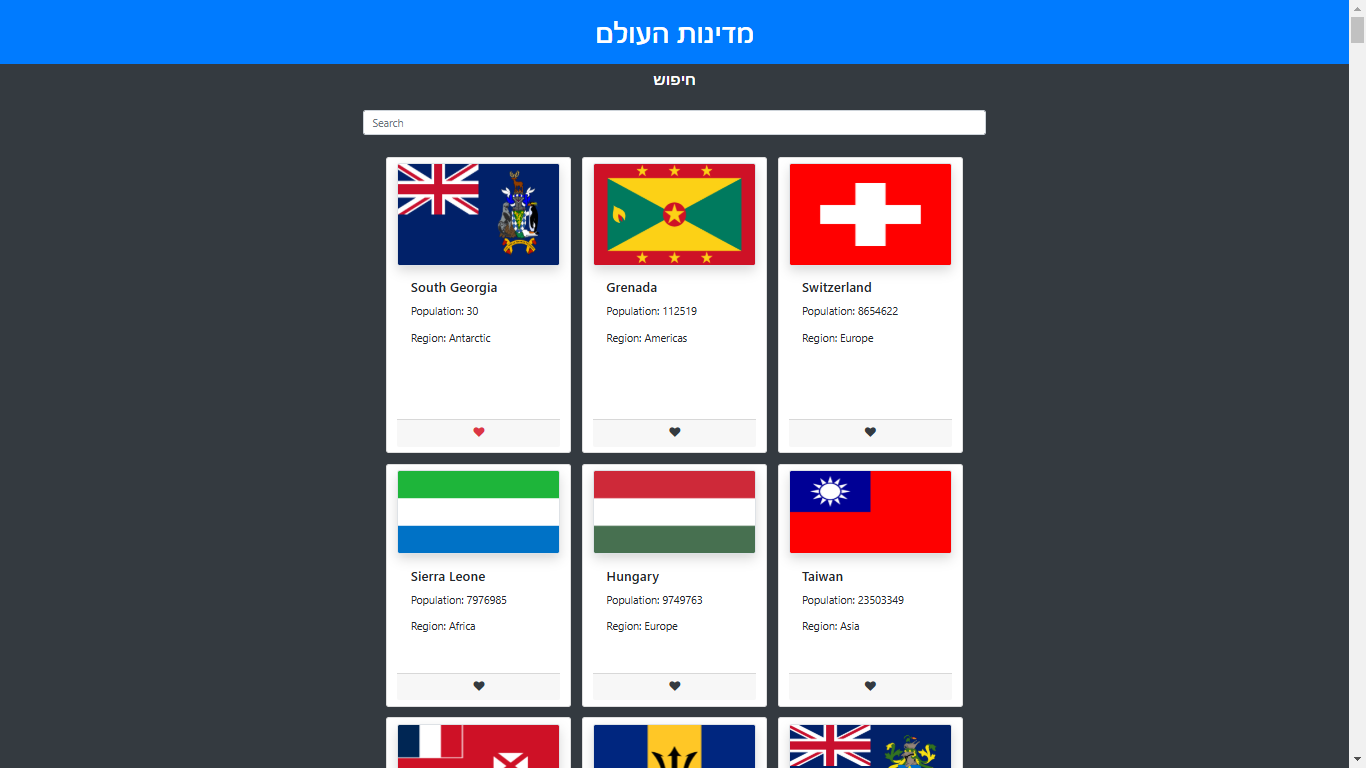 מדינות העולם
חיפוש
Search
South Georgia
Population: 30
Region: Antarctic
Grenada
Population: 112519
Region: Americas
Switzerland
Population: 8654622
Region: Europe
Sierra Leone
Population: 7976985
Region: Africa
Hungary
Population: 9749763
Region: Europe
Taiwan
Population: 23503349
Region: Asia